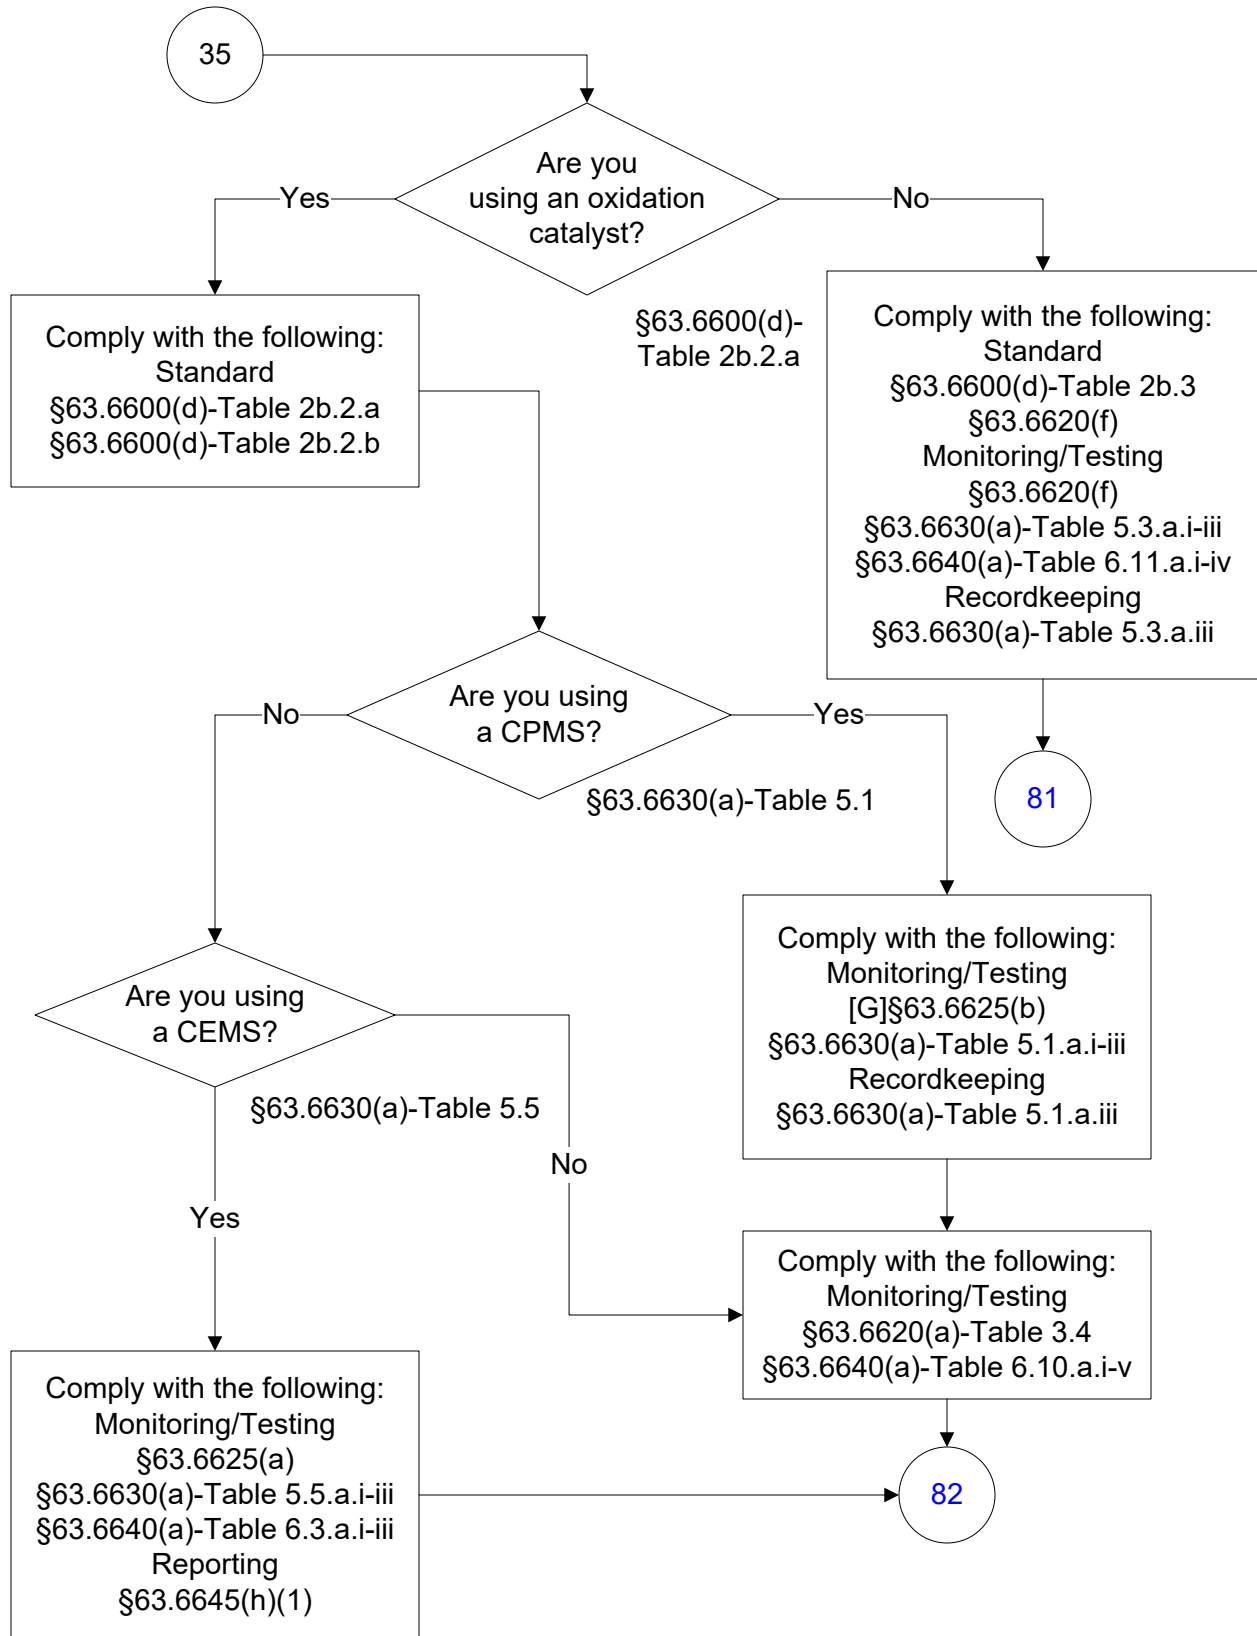 35
Are you
using an oxidation
catalyst?
Yes
No
§63.6600(d)-
Table 2b.2.a
Comply with the following:
Standard
§63.6600(d)-Table 2b.2.a
§63.6600(d)-Table 2b.2.b
Comply with the following:
Standard
§63.6600(d)-Table 2b.3
§63.6620(f)
Monitoring/Testing
§63.6620(f)
§63.6630(a)-Table 5.3.a.i-iii
§63.6640(a)-Table 6.11.a.i-iv
Recordkeeping
§63.6630(a)-Table 5.3.a.iii
81
Are you using
a CPMS?
No
Yes
§63.6630(a)-Table 5.1
Are you using
a CEMS?
§63.6630(a)-Table 5.5
No
Yes
Comply with the following:
Monitoring/Testing
[G]§63.6625(b)
§63.6630(a)-Table 5.1.a.i-iii
Recordkeeping
§63.6630(a)-Table 5.1.a.iii
Comply with the following:
Monitoring/Testing
§63.6620(a)-Table 3.4
§63.6640(a)-Table 6.10.a.i-v
Comply with the following:
Monitoring/Testing
§63.6625(a)
§63.6630(a)-Table 5.5.a.i-iii
§63.6640(a)-Table 6.3.a.i-iii
Reporting
§63.6645(h)(1)
82